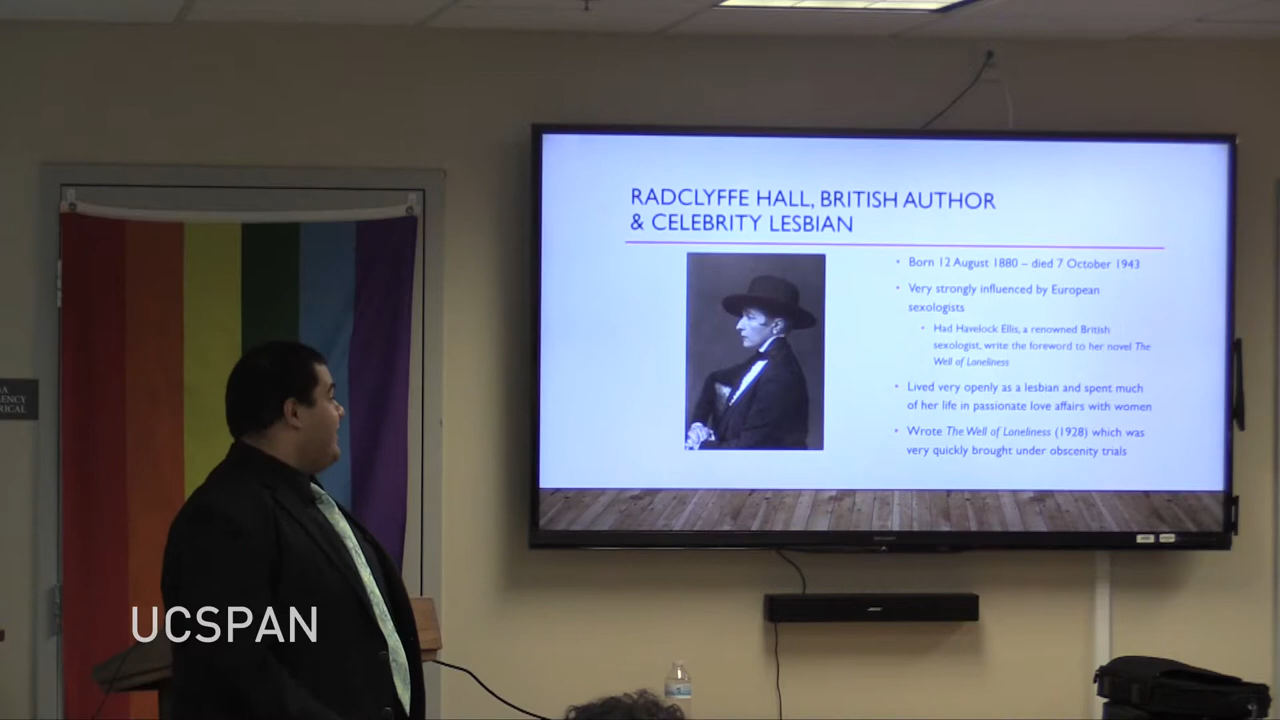 RADCLYFFE HALL, BRITISH AUTHOR
& CELEBRITY LESBIAN
• Born 12 August 1880 – died 7 October 1943
• Very strongly influenced by European
sexologists
• Had Havelock Ellis, a renowned British
sexologist, write the foreword to her novel The
Well of Loneliness
• Lived very openly as a lesbian and spent much
of her life in passionate love affairs with women
• Wrote The Well of Loneliness (1928) which was
very quickly brought under obscenity trials
UCSPAN